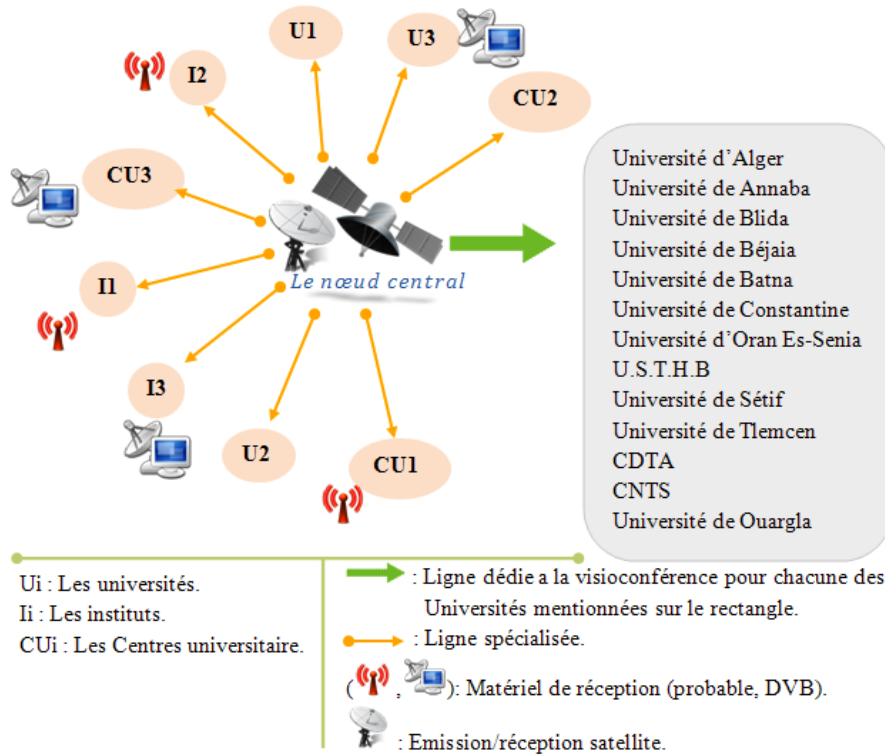 U1
U3
I2
CU2
CU3
I1
Le nœud central
I3
U2
CU1
Université d'Alger
Université de Annaba
Université de Blida
Université de Béjaia
Université de Batna
Université de Constantine
Université d'Oran Es-Senia
U.S.T.H.B
Université de Sétif
Université de Tlemcen
CDTA
CNTS
Université de Ouargla
Ui : Les universités.
Ii : Les instituts.
CUi : Les Centres universitaire.
: Ligne dédie a la visioconférence pour chacune des
Universités mentionnées sur le rectangle.
: Ligne spécialisée.
( , ): Matériel de réception (probable, DVB).
: Emission/réception satellite.